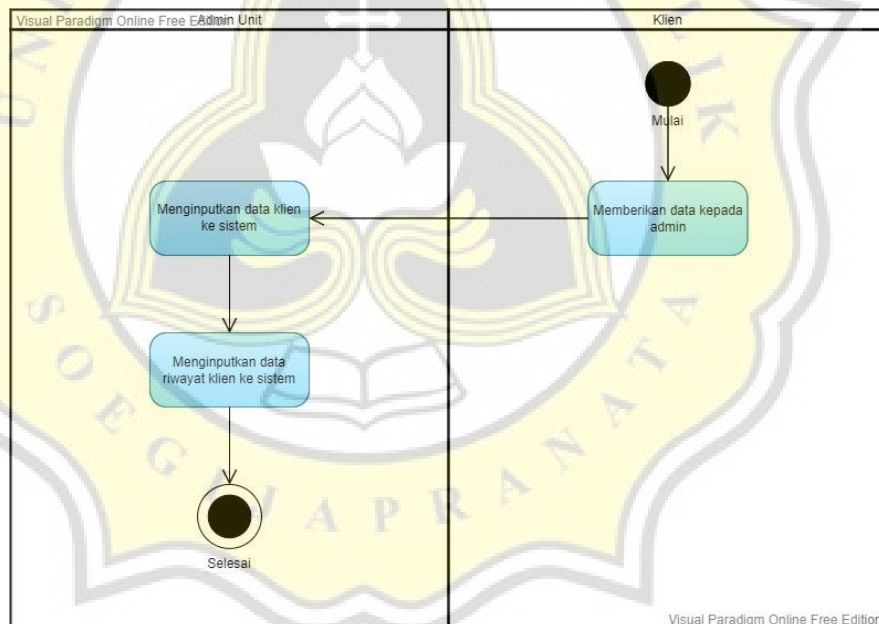 Visual Paradigm Online Free Edition
Admin Unit
Klien
Mulai
Menginputkan data klien
ke sistem
Memberikan data kepada
admin
Menginputkan data
riwayat klien ke sistem
Selesai
SOEGIJAPRANATA
Visual Paradigm Online Free Edition